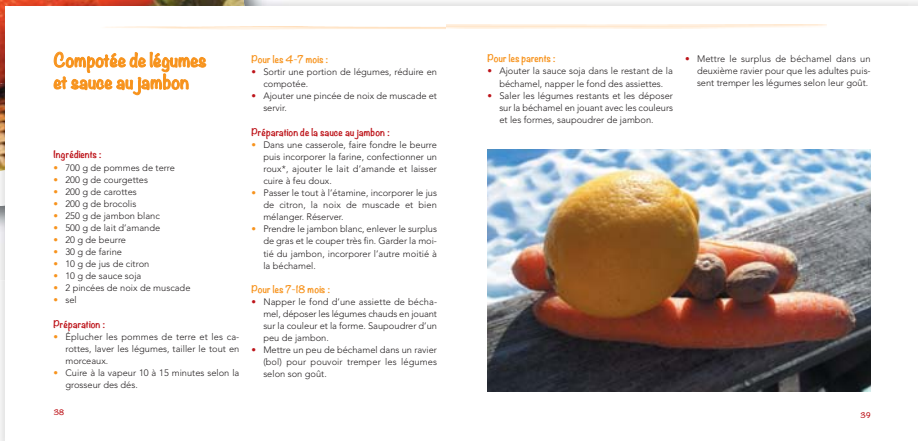 Compotée de légumes
et sauce au jambon
Ingrédients :
• 700 g de pommes de terre
• 200 g de courgettes
• 200 g de carottes
• 200 g de brocolis
• 250 g de jambon blanc
• 500 g de lait d’amande
• 20 g de beurre
• 30 g de farine
• 10 g de jus de citron
• 10 g de sauce soja
• 2 pincées de noix de muscade
• sel
Préparation :
• Éplucher les pommes de terre et les ca-
rottes, laver les légumes, tailler le tout en
morceaux.
• Cuire à la vapeur 10 à 15 minutes selon la
grosseur des dés.
Pour les 4-7 mois :
• Sortir une portion de légumes, réduire en
compotée.
• Ajouter une pincée de noix de muscade et
servir.
Préparation de la sauce au jambon :
• Dans une casserole, faire fondre le beurre
puis incorporer la farine, confectionner un
roux*, ajouter le lait d’amande et laisser
cuire à feu doux.
• Passer le tout à l’étamine, incorporer le jus
de citron, la noix de muscade et bien
mélanger. Réserver.
• Prendre le jambon blanc, enlever le surplus
de gras et le couper très fin. Garder la moi-
tié du jambon, incorporer l’autre moitié à
la béchamel.
Pour les 7-18 mois :
• Napper le fond d’une assiette de bécha-
mel, déposer les légumes chauds en jouant
sur la couleur et la forme. Saupoudrer d’un
peu de jambon.
• Mettre un peu de béchamel dans un ravier
(bol) pour pouvoir tremper les légumes
selon son goût.
38
Pour les parents :
• Ajouter la sauce soja dans le restant de la
béchamel, napper le fond des assiettes.
• Saler les légumes restants et les déposer
sur la béchamel en jouant avec les couleurs
et les formes, saupoudrer de jambon.
• Mettre le surplus de béchamel dans un
deuxième ravier pour que les adultes puis-
sent tremper les légumes selon leur goût.
39